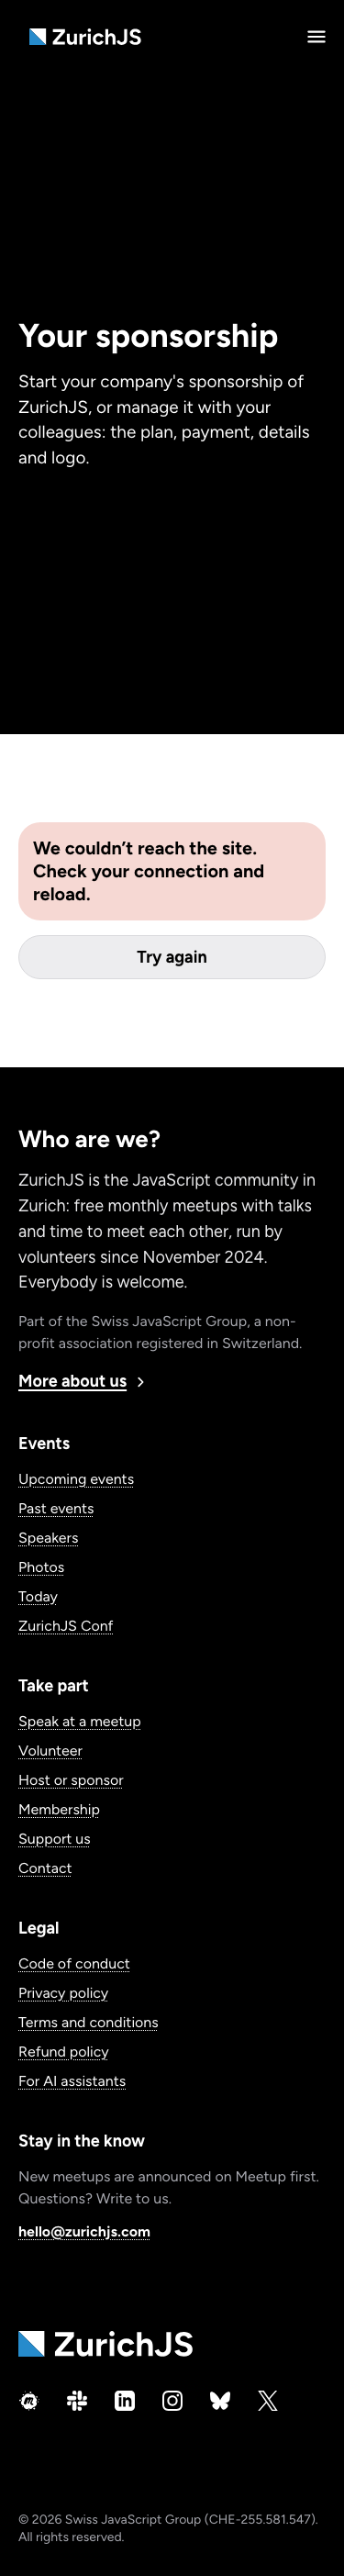 ZurichJS
Your sponsorship
Start your company's sponsorship of
ZurichJS, or manage it with your
colleagues: the plan, payment, details
and logo.
We couldn’t reach the site.
Check your connection and
reload.
Try again
Who are we?
ZurichJS is the JavaScript community in
Zurich: free monthly meetups with talks
and time to meet each other, run by
volunteers since November 2024.
Everybody is welcome.
Part of the Swiss JavaScript Group, a non-
profit association registered in Switzerland.
More about us
Events
Upcoming events
Past events
Speakers
Photos
Today
ZurichJS Conf
Take part
Speak at a meetup
Volunteer
Host or sponsor
Membership
Support us
Contact
Legal
Code of conduct
Privacy policy
Terms and conditions
Refund policy
For AI assistants
Stay in the know
New meetups are announced on Meetup first.
Questions? Write to us.
hello@zurichjs.com
ZurichJS
© 2026 Swiss JavaScript Group (CHE-255.581.547).
All rights reserved.